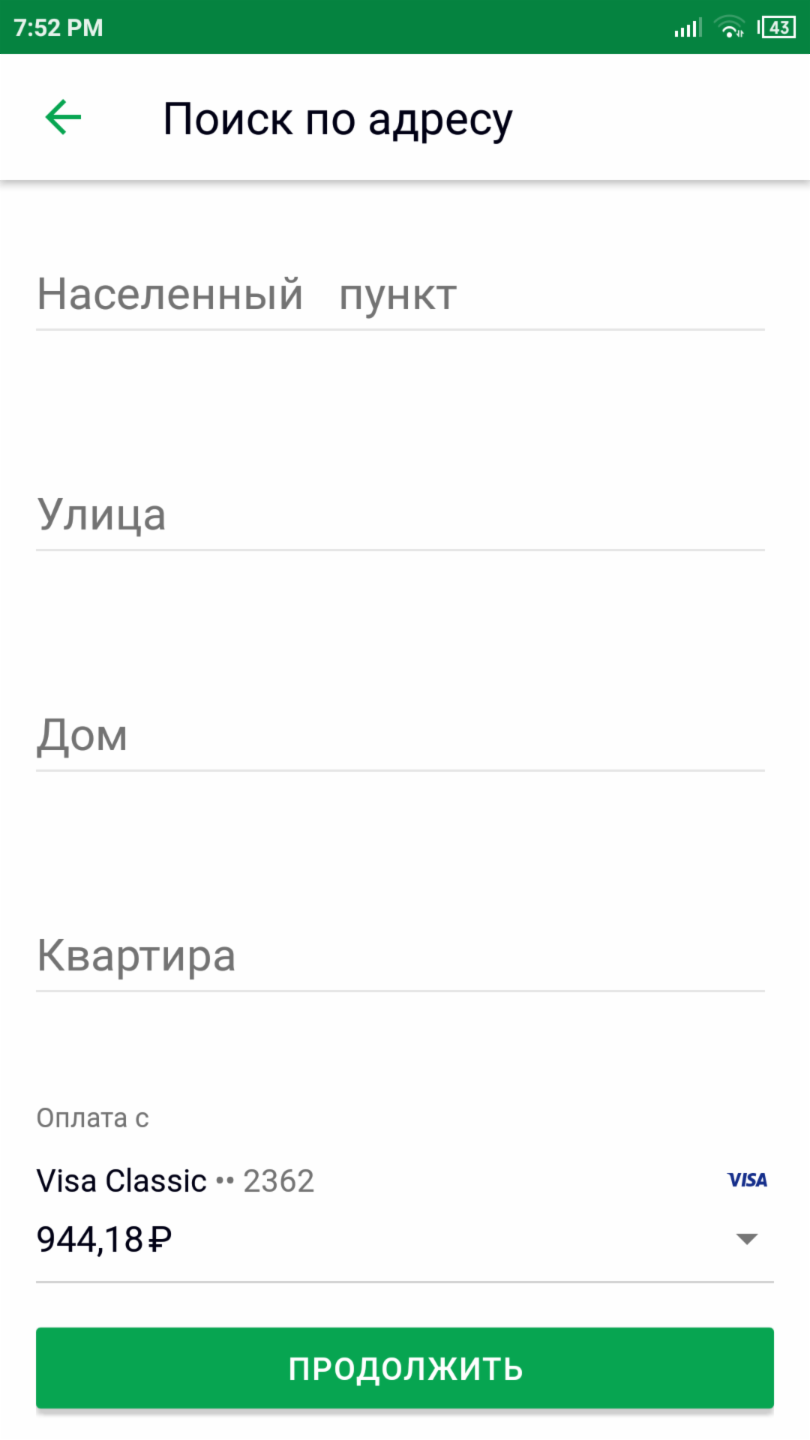 7:52 PM
43
Поиск по адресу
Населенный пункт
Улица
Дом
Квартира
Оплата с
Visa Classic •• 2362
VISA
944,18 ₽
ПРОДОЛЖИТЬ